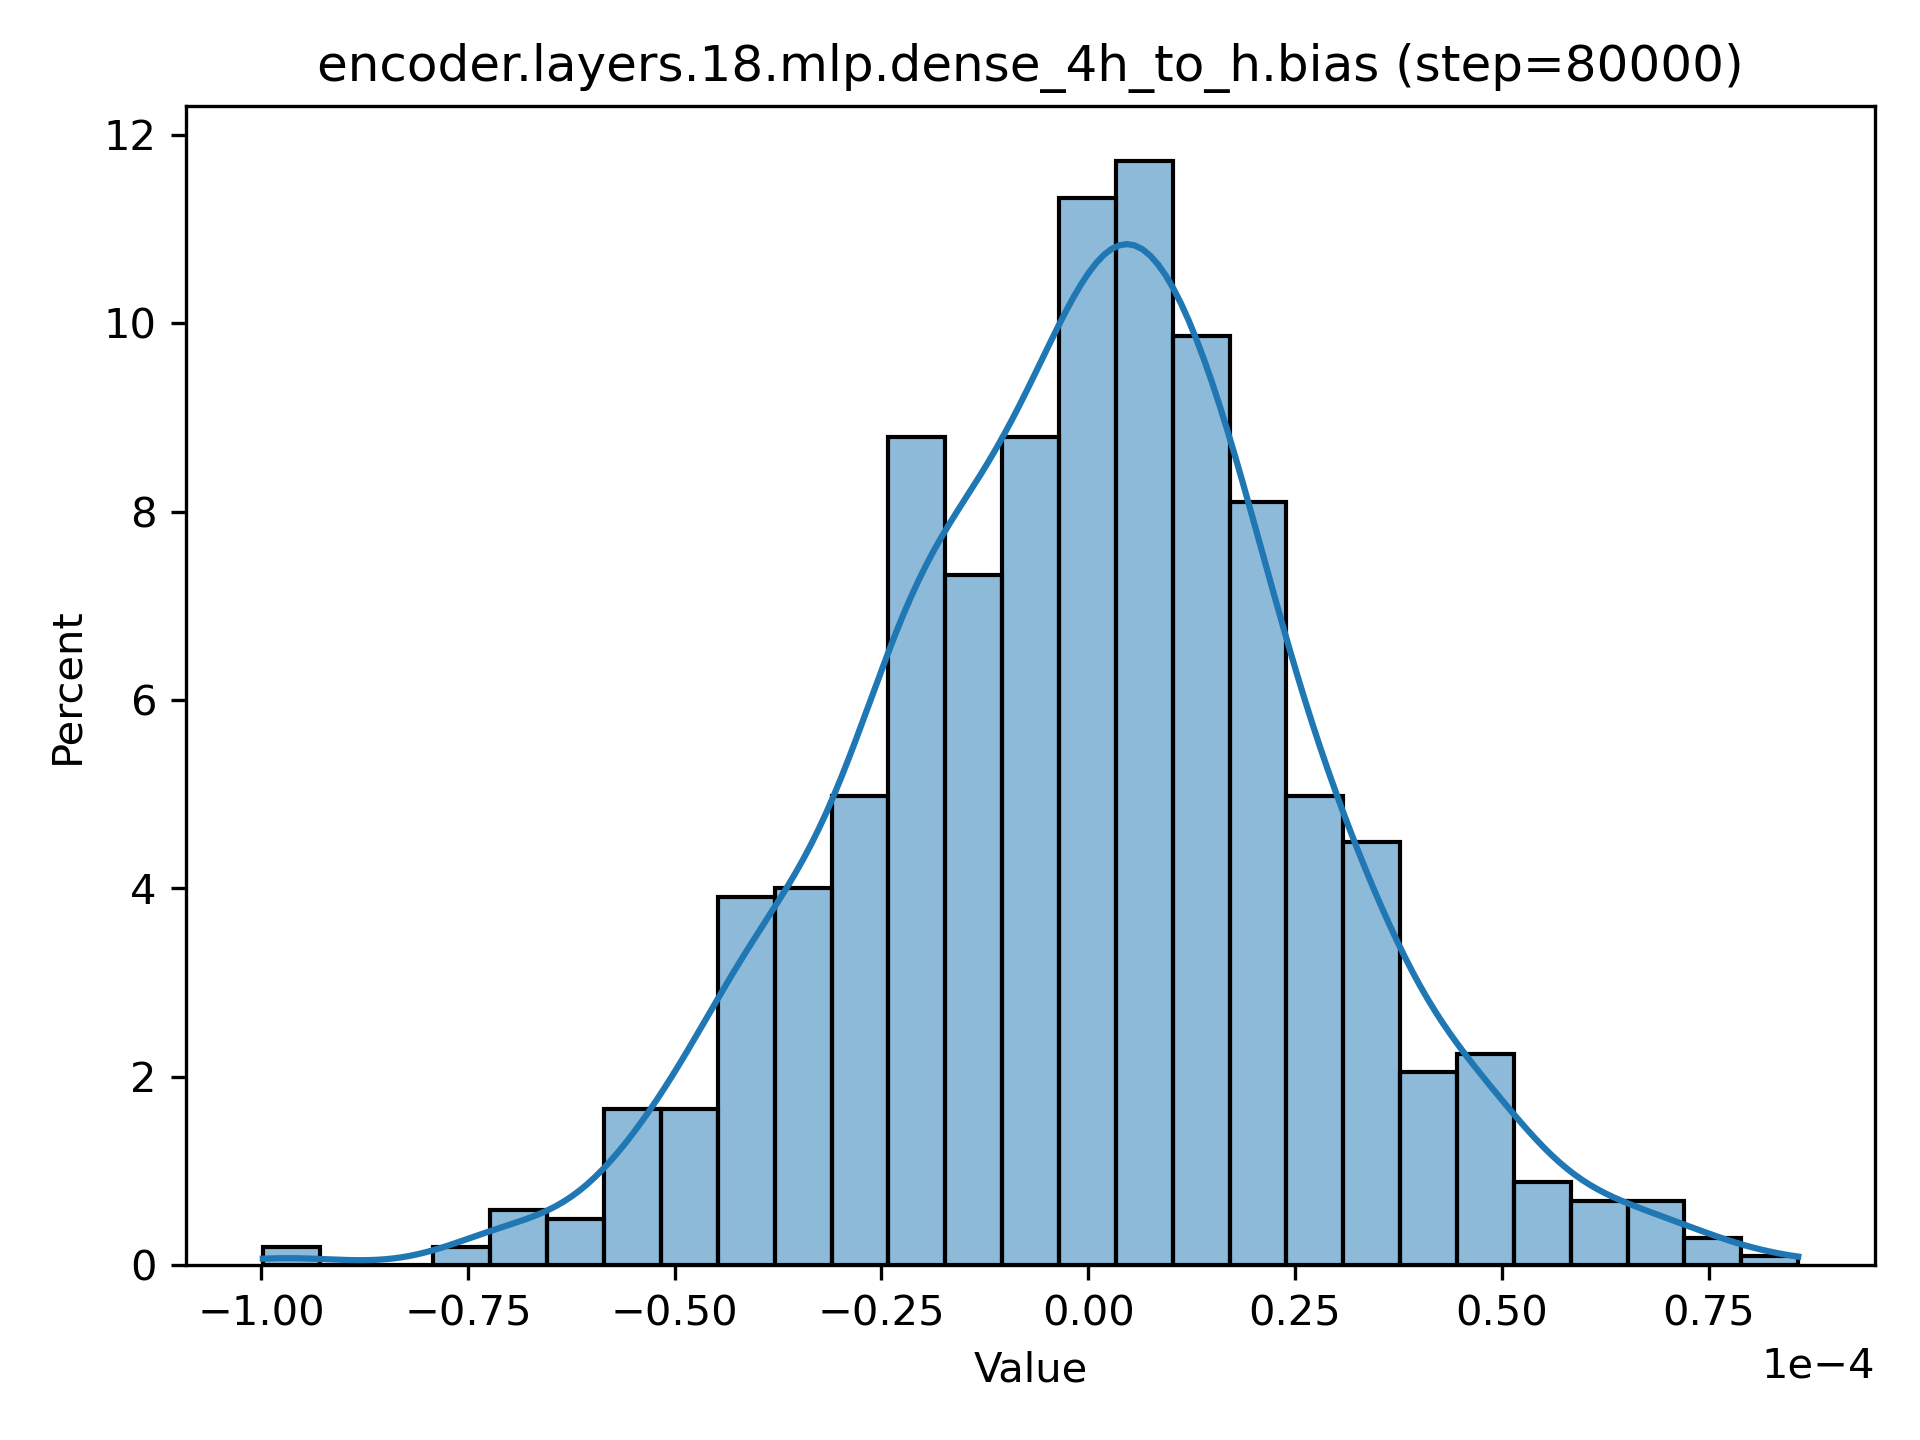 encoder.layers.18.mlp.dense_4h_to_h.bias (step=80000)
12
10
8
6
4
2
0
Percent
−1.00 −0.75 −0.50 −0.25 0.00 0.25 0.50 0.75
1e−4
Value